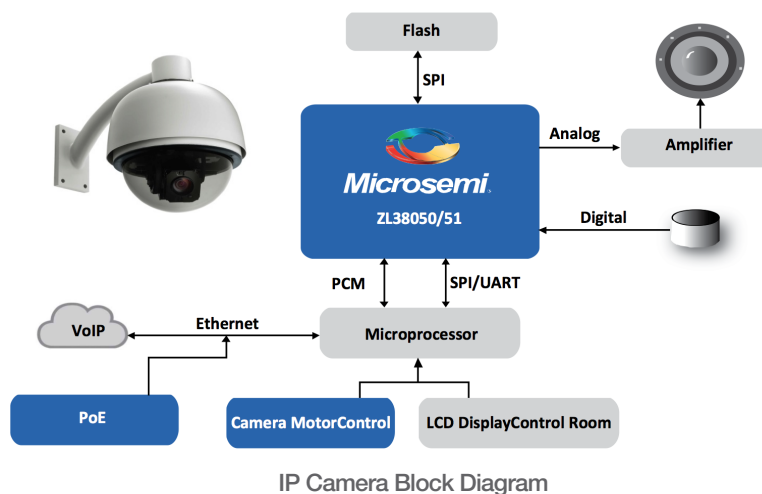 Flash
SPI
Microsemi.
ZL38050/51
Analog
Amplifier
Digital
PCM
SPI/UART
VoIP
Ethernet
Microprocessor
PoE
Camera MotorControl
LCD DisplayControl Room
IP Camera Block Diagram